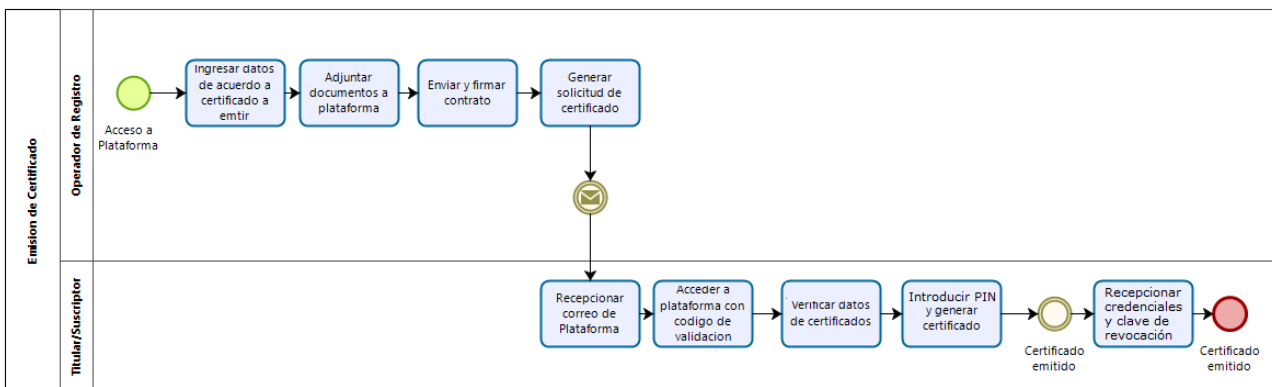 Emision de Certificado
Operador de Registro
Acceso a
Plataforma
Ingresar datos
de acuerdo a
certificado a
emtir
Adjuntar
documentos a
plataforma
Enviar y firmar
contrato
Generar
solicitud de
certificado
Titular/Suscriptor
Recepcionar
correo de
Plataforma
Acceder a
plataforma con
codigo de
validacion
Verificar datos
de certificados
Introducir PIN
y generar
certificado
Certificado
emitido
Recepcionar
credenciales
y clave de
revocación
Certificado
emitido